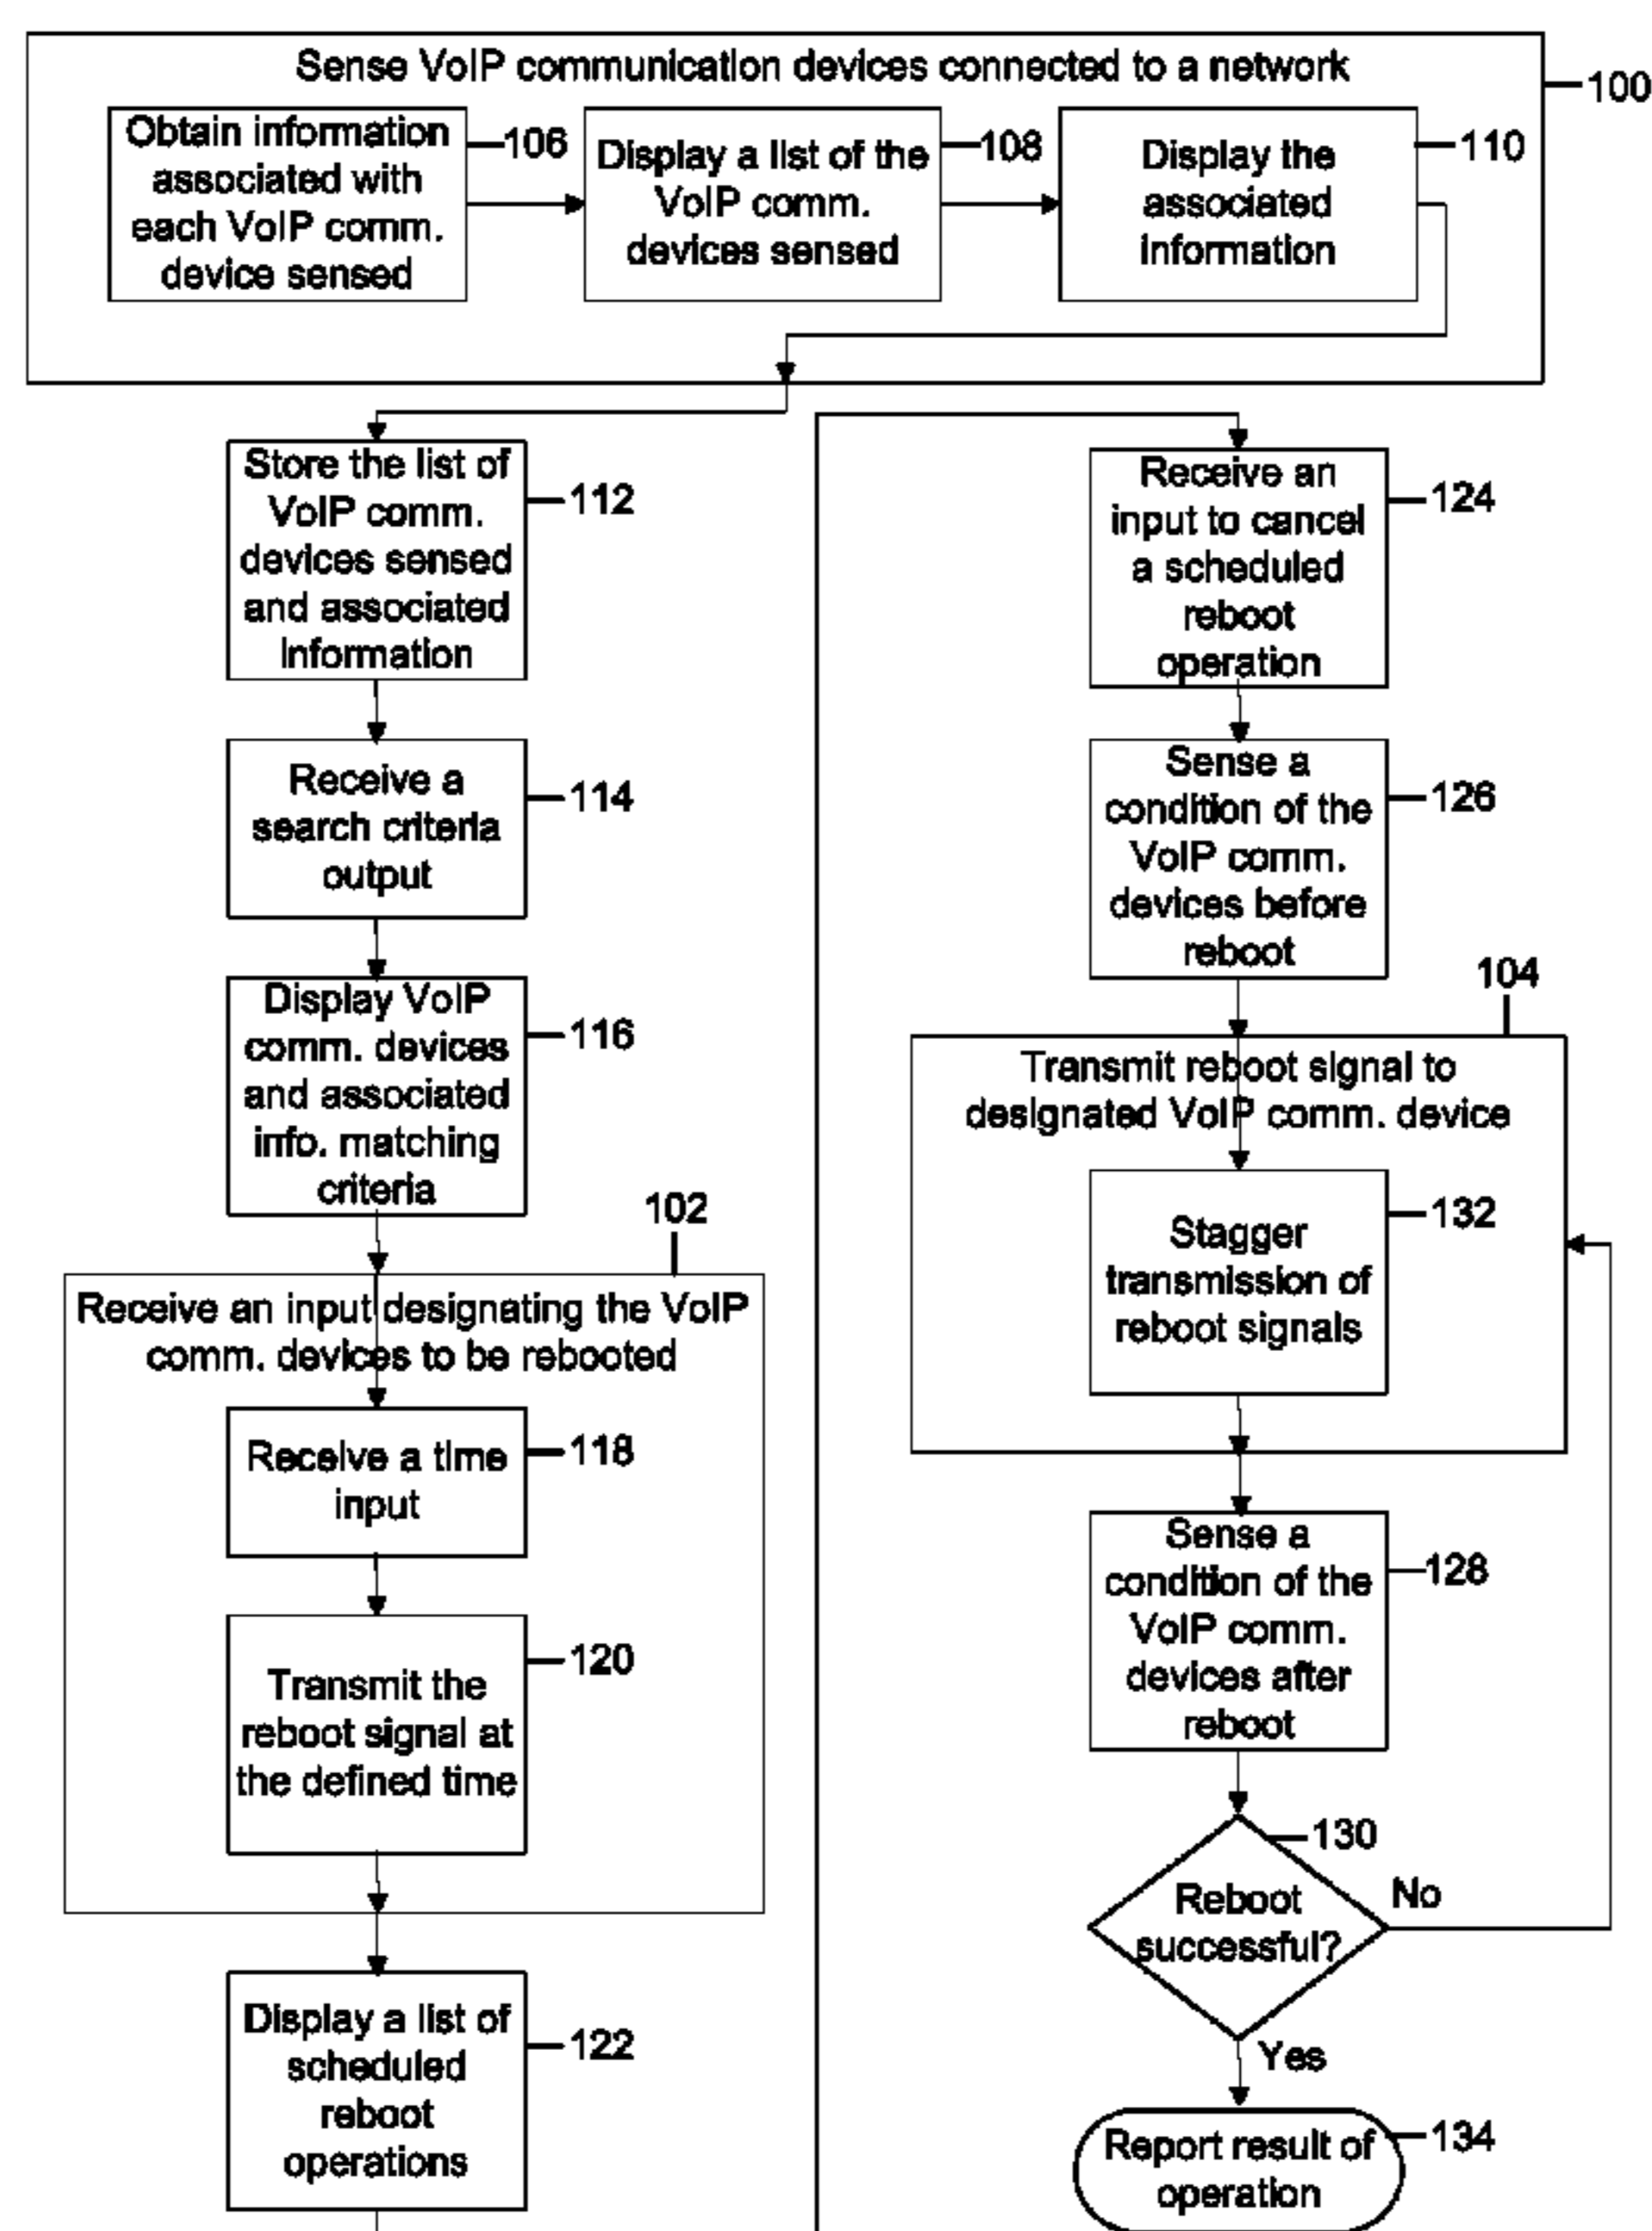 Sense VoIP communication devices connected to a network
100
Obtain information
associated with
each VoIP comm.
device sensed
106
Display a list of the
VoIP comm.
devices sensed
108
Display the
associated
information
110
Store the list of
VoIP comm.
devices sensed
and associated
information
112
Receive a
search criteria
output
114
Display VoIP
comm. devices
and associated
info. matching
criteria
116
102
Receive an input designating the VoIP
comm. devices to be rebooted
Receive a time
input
118
Transmit the
reboot signal at
the defined time
120
Display a list of
scheduled
reboot
operations
122
Receive an
input to cancel
a scheduled
reboot
operation
124
Sense a
condition of the
VoIP comm.
devices before
reboot
126
104
Transmit reboot signal to
designated VoIP comm. device
Stagger
transmission of
reboot signals
132
Sense a
condition of the
VoIP comm.
devices after
reboot
128
Reboot
successful?
130
No
Yes
Report result of
operation
134